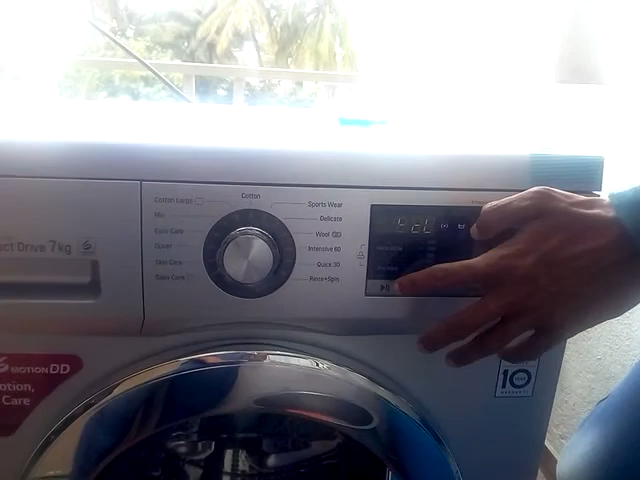 Cotton
Cotton Large
Sports Wear
Mix
Delicate
Easy Care
Wool
Duvet
Intensive 60
Skin Care
Quick 30
Baby Care
Rinse+Spin
ct Drive 7kg
MOTION DD
otion,
Care
10